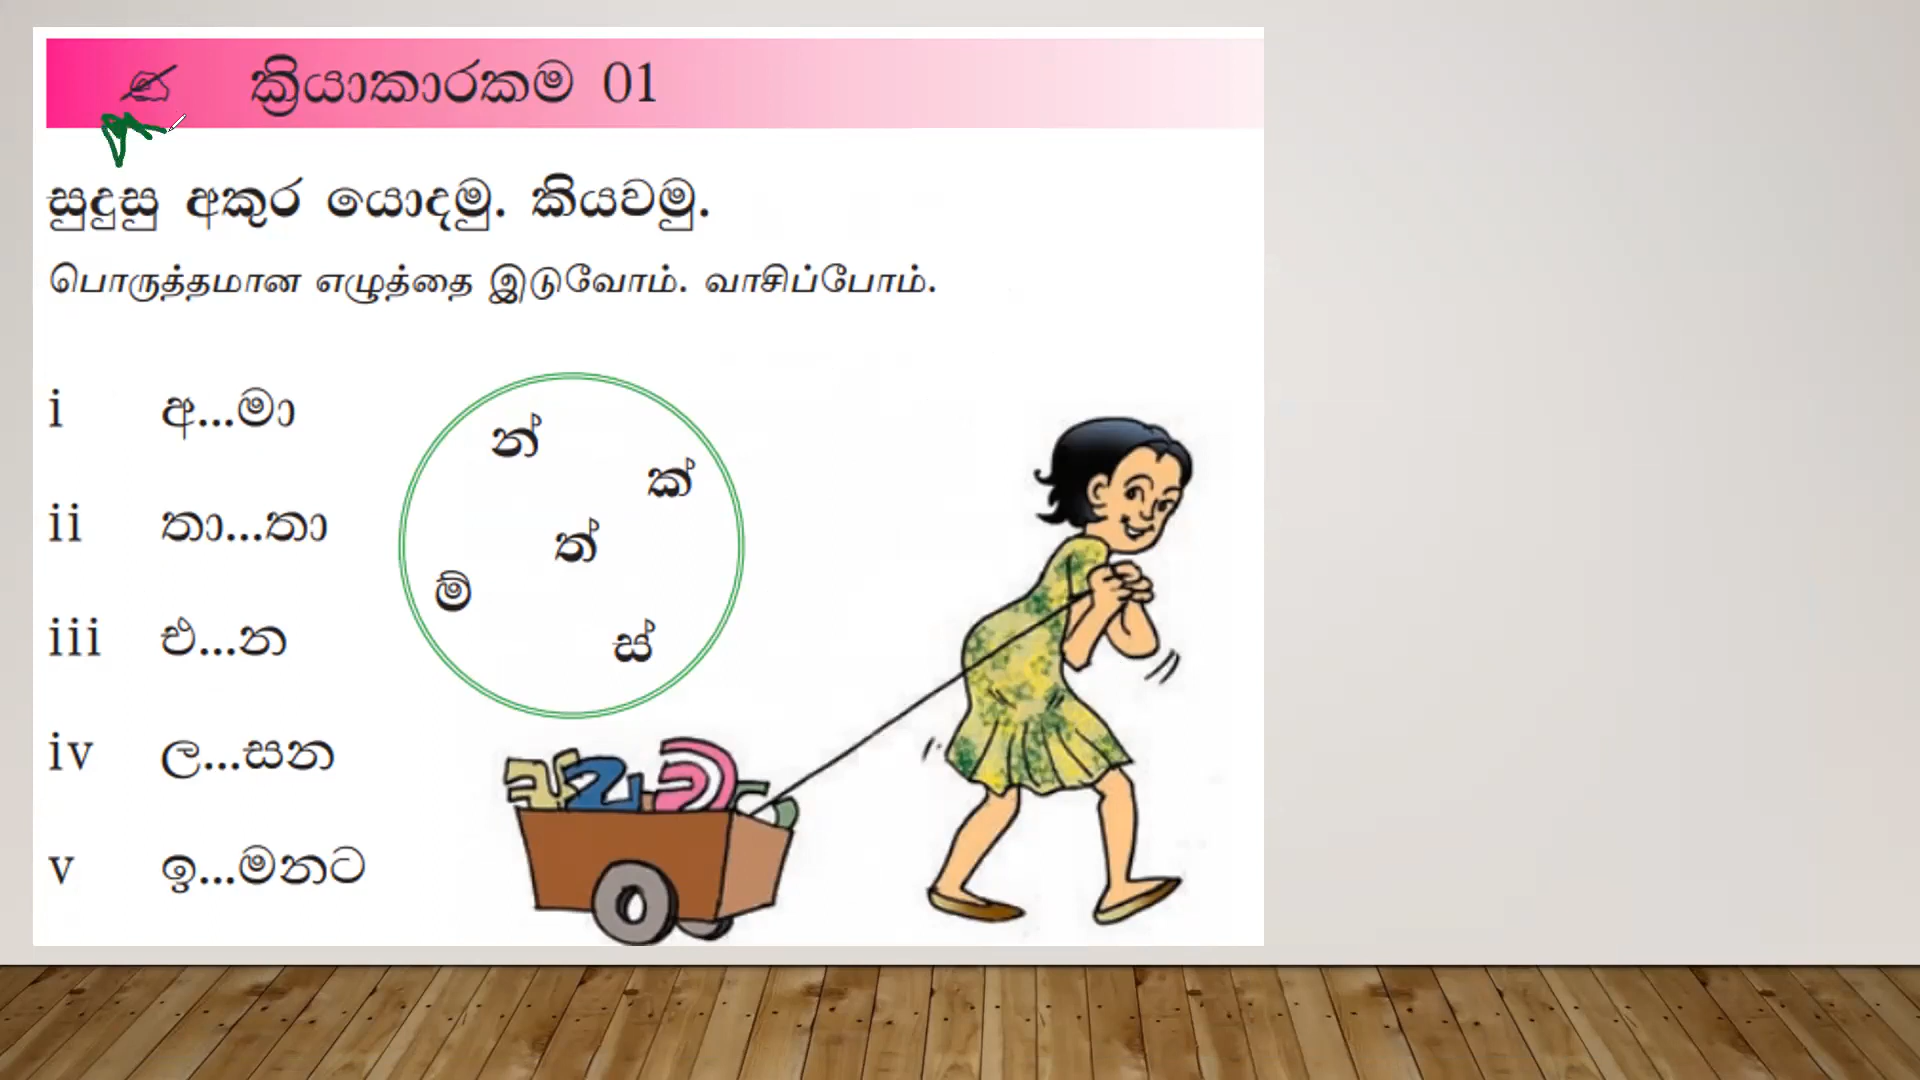 ක්‍රියාකාරකම 01
සුදුසු අකුර යොදමු. කියවමු.
பொருத்தமான எழுத்தை இடுவோம். வாசிப்போம்.
i අ...මා
ii තා...තා
iii එ...න
iv ල...සන
v ඉ...මනට
න්
ක්
ත්
ම්
ස්